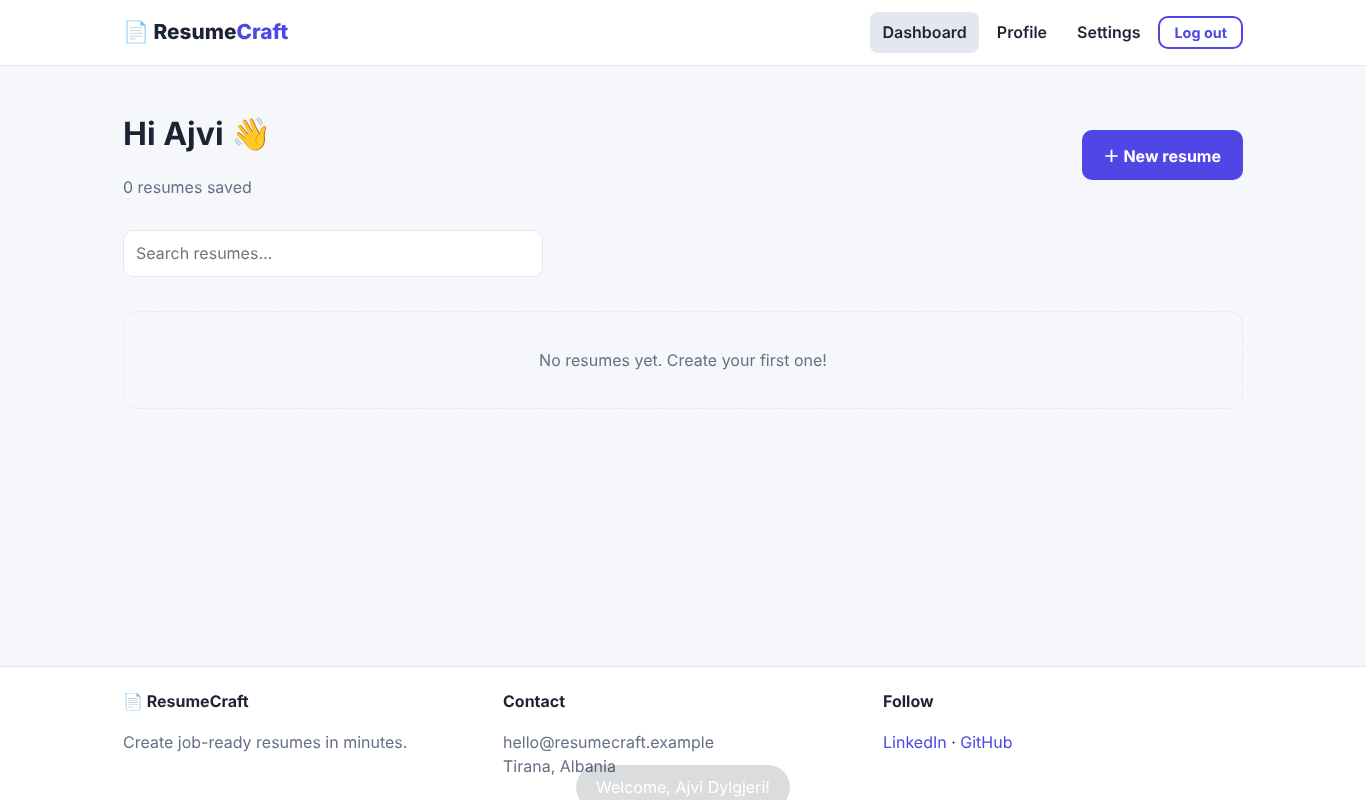 📄 ResumeCraft
Dashboard Profile Settings Log out
Hi Ajvi 👋
0 resumes saved
+ New resume
Search resumes...
No resumes yet. Create your first one!
📄 ResumeCraft
Create job-ready resumes in minutes.
Contact
hello@resumecraft.example
Tirana, Albania
Follow
LinkedIn · GitHub
Welcome, Ajvi Dylgjeri!